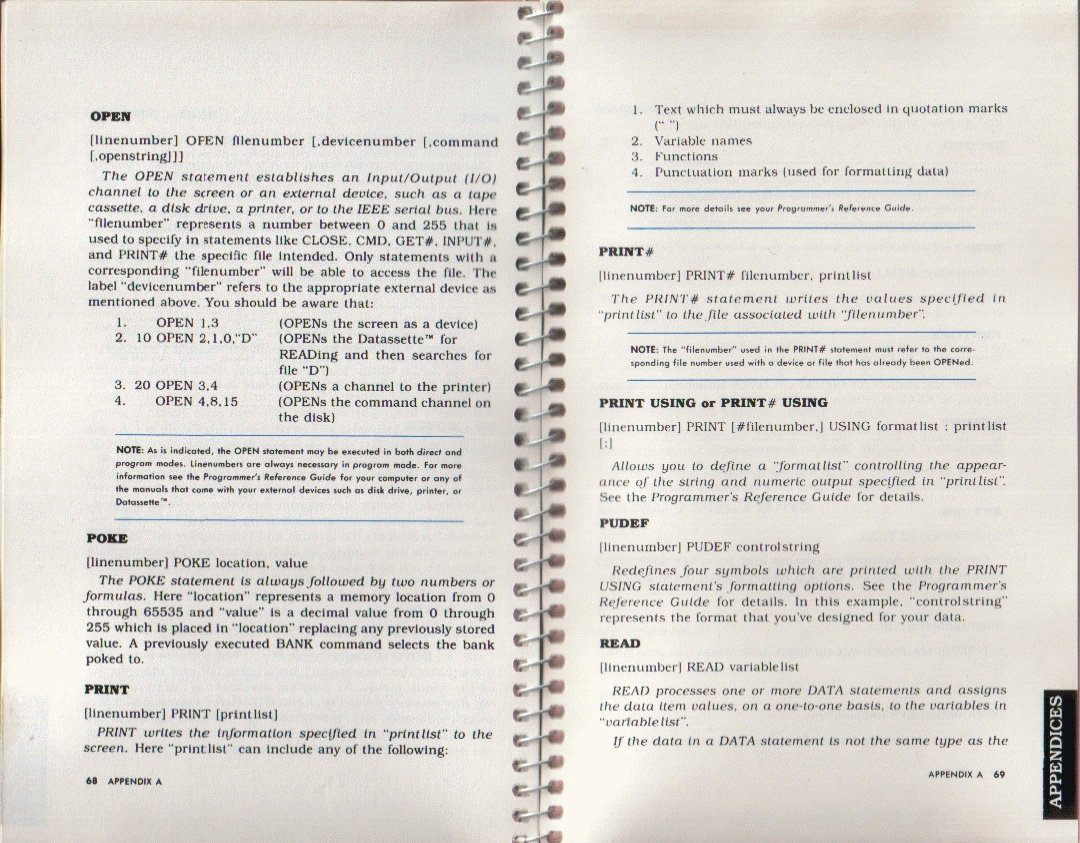 OPEN
[linenumber] OPEN filenumber [,devicenumber [,command
[,openstring]]]
The OPEN statement establishes an Input/Output (I/O)
channel to the screen or an external device, such as a tape
cassette, a disk drive, a printer, or to the IEEE serial bus. Here
"filenumber" represents a number between 0 and 255 that is
used to specify in statements like CLOSE, CMD, GET#, INPUT#,
and PRINT# the specific file intended. Only statements with a
corresponding "filenumber" will be able to access the file. The
label "devicenumber" refers to the appropriate external device as
mentioned above. You should be aware that:
1. OPEN 1,3 (OPENs the screen as a device)
2. 10 OPEN 2,1,0,"D" (OPENs the Datassette™ for
READing and then searches for
file "D")
3. 20 OPEN 3,4 (OPENs a channel to the printer)
4. OPEN 4,8,15 (OPENs the command channel on
the disk)
NOTE: As is indicated, the OPEN statement may be executed in both direct and
program modes. Linenumbers are always necessary in program mode. For more
information see the Programmer's Reference Guide for your computer or any of
the manuals that come with your external devices such as disk drive, printer, or
Datassette™.
POKE
[linenumber] POKE location, value
The POKE statement is always followed by two numbers or
formulas. Here "location" represents a memory location from 0
through 65535 and "value" is a decimal value from 0 through
255 which is placed in "location" replacing any previously stored
value. A previously executed BANK command selects the bank
poked to.
PRINT
[linenumber] PRINT [printlist]
PRINT writes the information specified in "printlist" to the
screen. Here "printlist" can include any of the following:
68 APPENDIX A
1. Text which must always be enclosed in quotation marks
(" ")
2. Variable names
3. Functions
4. Punctuation marks (used for formatting data)
NOTE: For more details see your Programmer's Reference Guide.
PRINT#
[linenumber] PRINT# filenumber, printlist
The PRINT# statement writes the values specified in
"printlist" to the file associated with "filenumber".
NOTE: The "filenumber" used in the PRINT# statement must refer to the corre-
sponding file number used with a device or file that has already been OPENed.
PRINT USING or PRINT# USING
[linenumber] PRINT [#filenumber,] USING formatlist : printlist
[;]
Allows you to define a "formatlist" controlling the appear-
ance of the string and numeric output specified in "printlist".
See the Programmer's Reference Guide for details.
PUDEF
[linenumber] PUDEF controlstring
Redefines four symbols which are printed with the PRINT
USING statement's formatting options. See the Programmer's
Reference Guide for details. In this example, "controlstring"
represents the format that you've designed for your data.
READ
[linenumber] READ variablelist
READ processes one or more DATA statements and assigns
the data item values, on a one-to-one basis, to the variables in
"variablelist".
If the data in a DATA statement is not the same type as the
APPENDIX A 69
APPENDICES